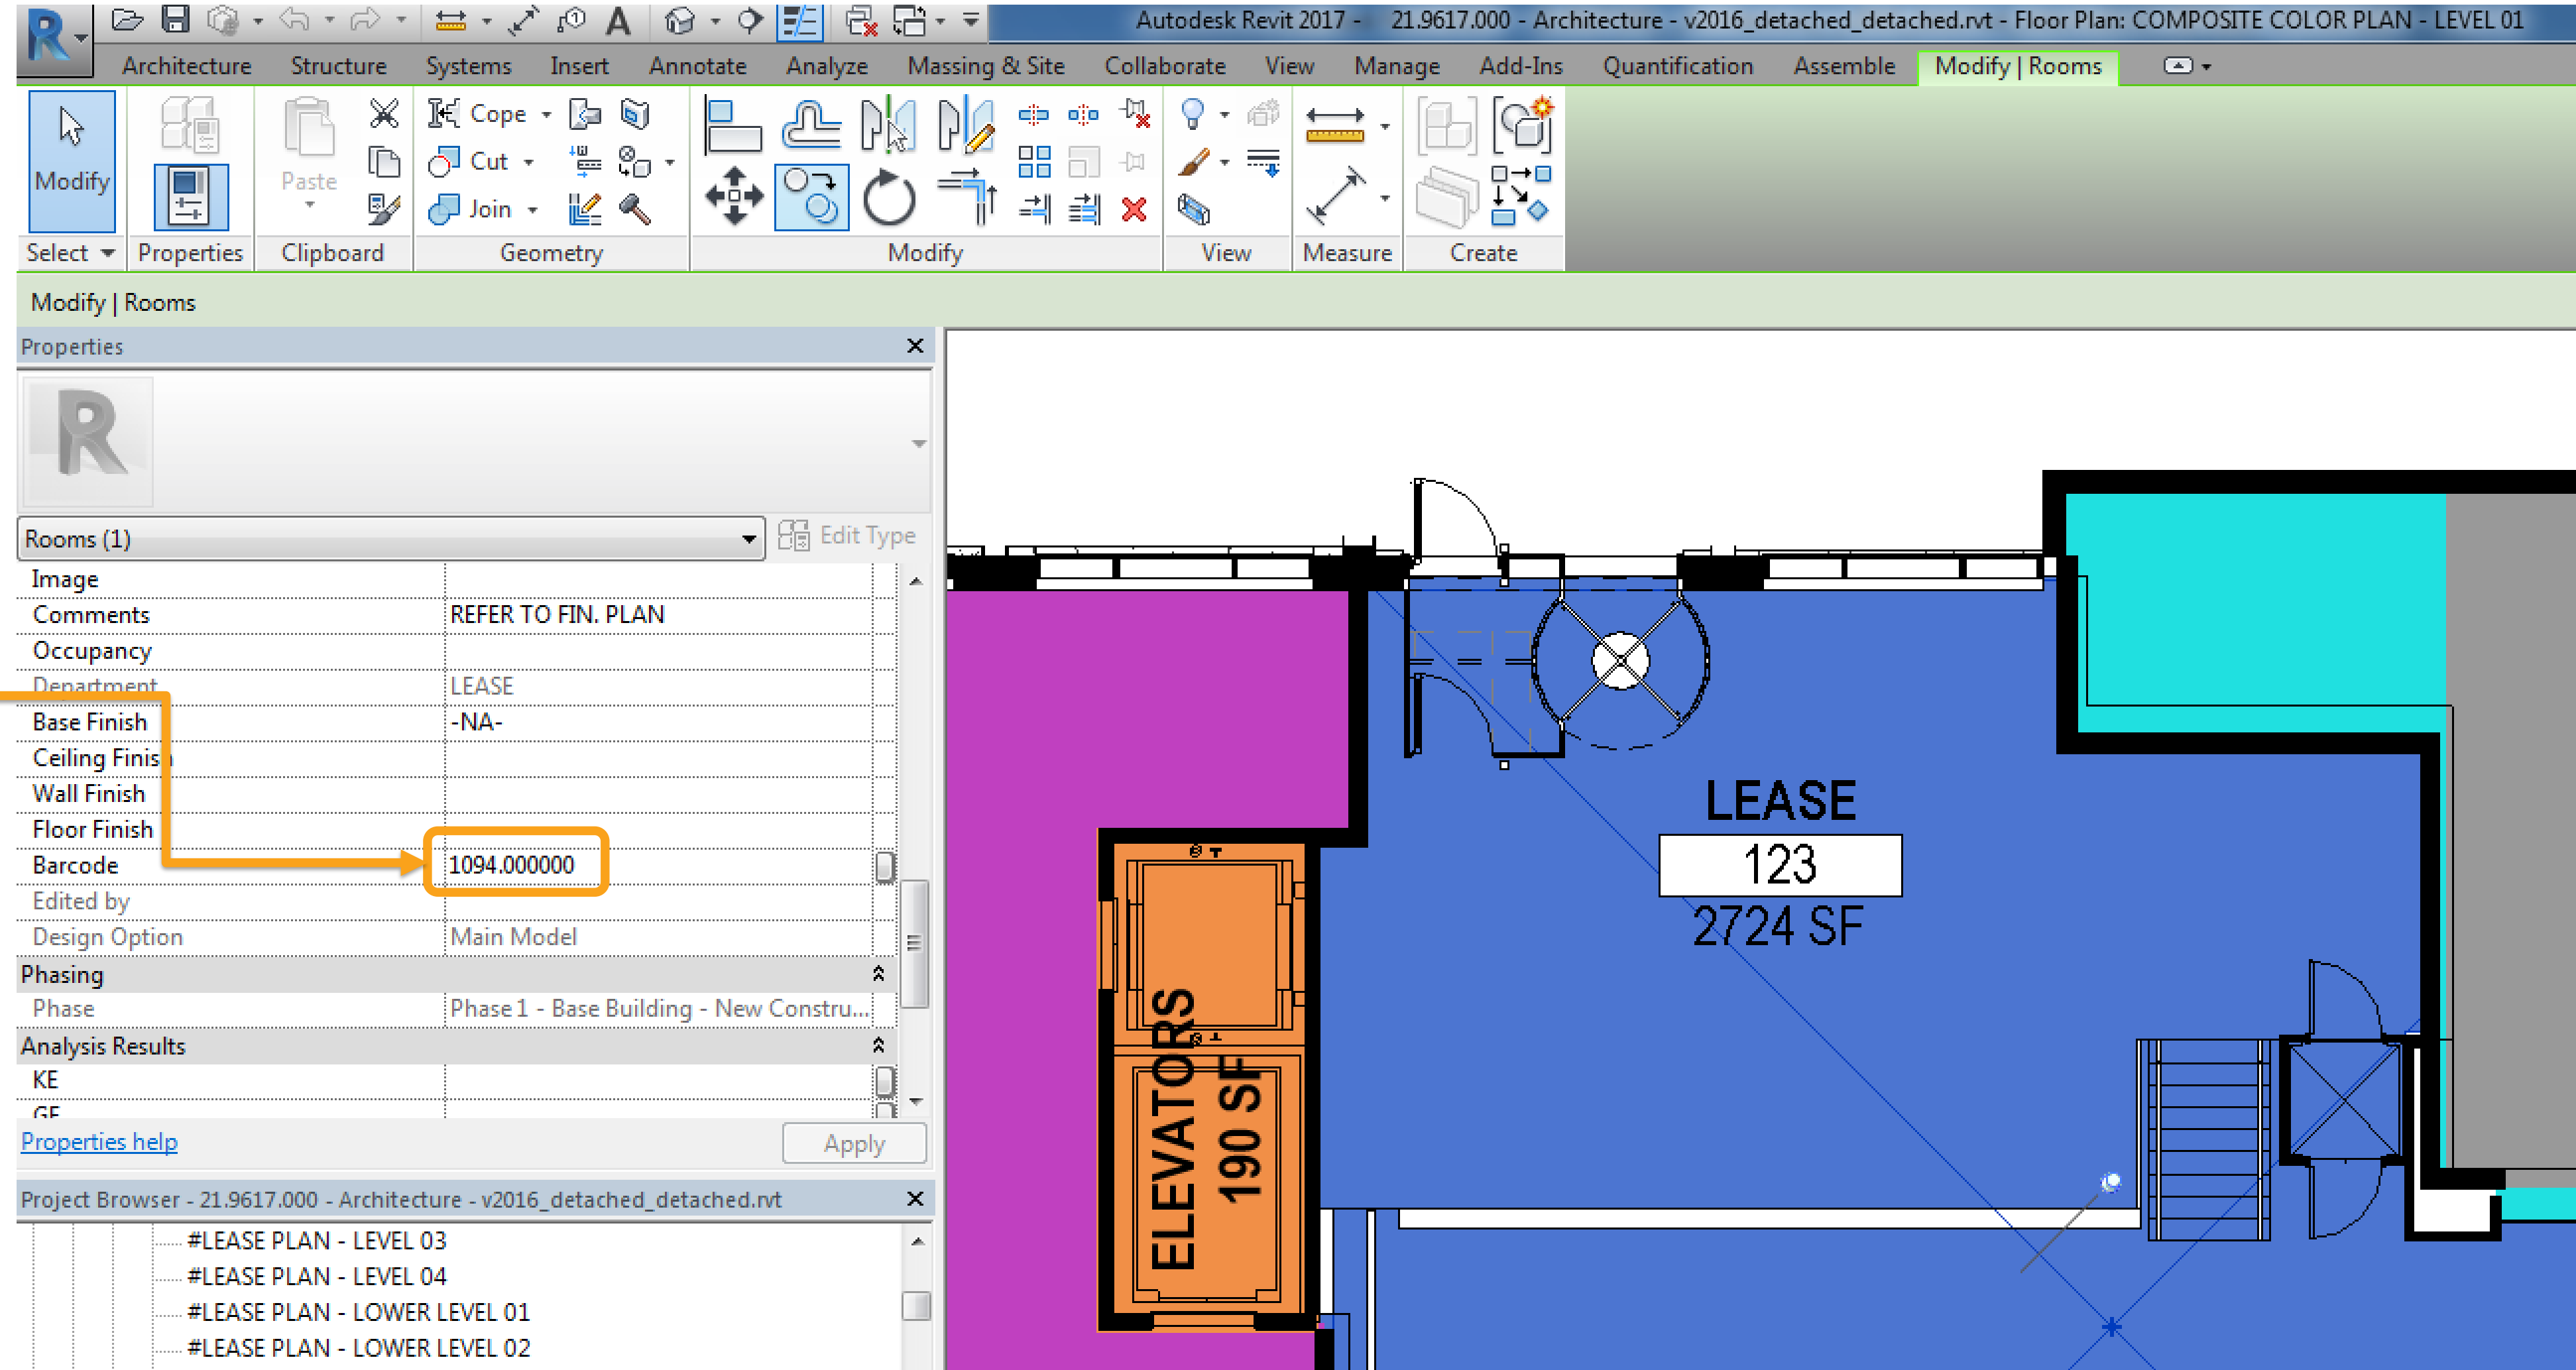 Autodesk Revit 2017 - 21.9617.000 - Architecture - v2016_detached_detached.rvt - Floor Plan: COMPOSITE COLOR PLAN - LEVEL 01
Architecture Structure Systems Insert Annotate Analyze Massing & Site Collaborate View Manage Add-Ins Quantification Assemble Modify | Rooms
Modify
Paste
Cope
Cut
Join
Select Properties Clipboard Geometry Modify View Measure Create
Modify | Rooms
Properties
Rooms (1) Edit Type
Image
Comments REFER TO FIN. PLAN
Occupancy
Department LEASE
Base Finish -NA-
Ceiling Finish
Wall Finish
Floor Finish
Barcode 1094.000000
Edited by
Design Option Main Model
Phasing
Phase Phase 1 - Base Building - New Constru...
Analysis Results
KE
Properties help Apply
Project Browser - 21.9617.000 - Architecture - v2016_detached_detached.rvt
#LEASE PLAN - LEVEL 03
#LEASE PLAN - LEVEL 04
#LEASE PLAN - LOWER LEVEL 01
#LEASE PLAN - LOWER LEVEL 02
LEASE
123
2724 SF
ELEVATORS
190 SF